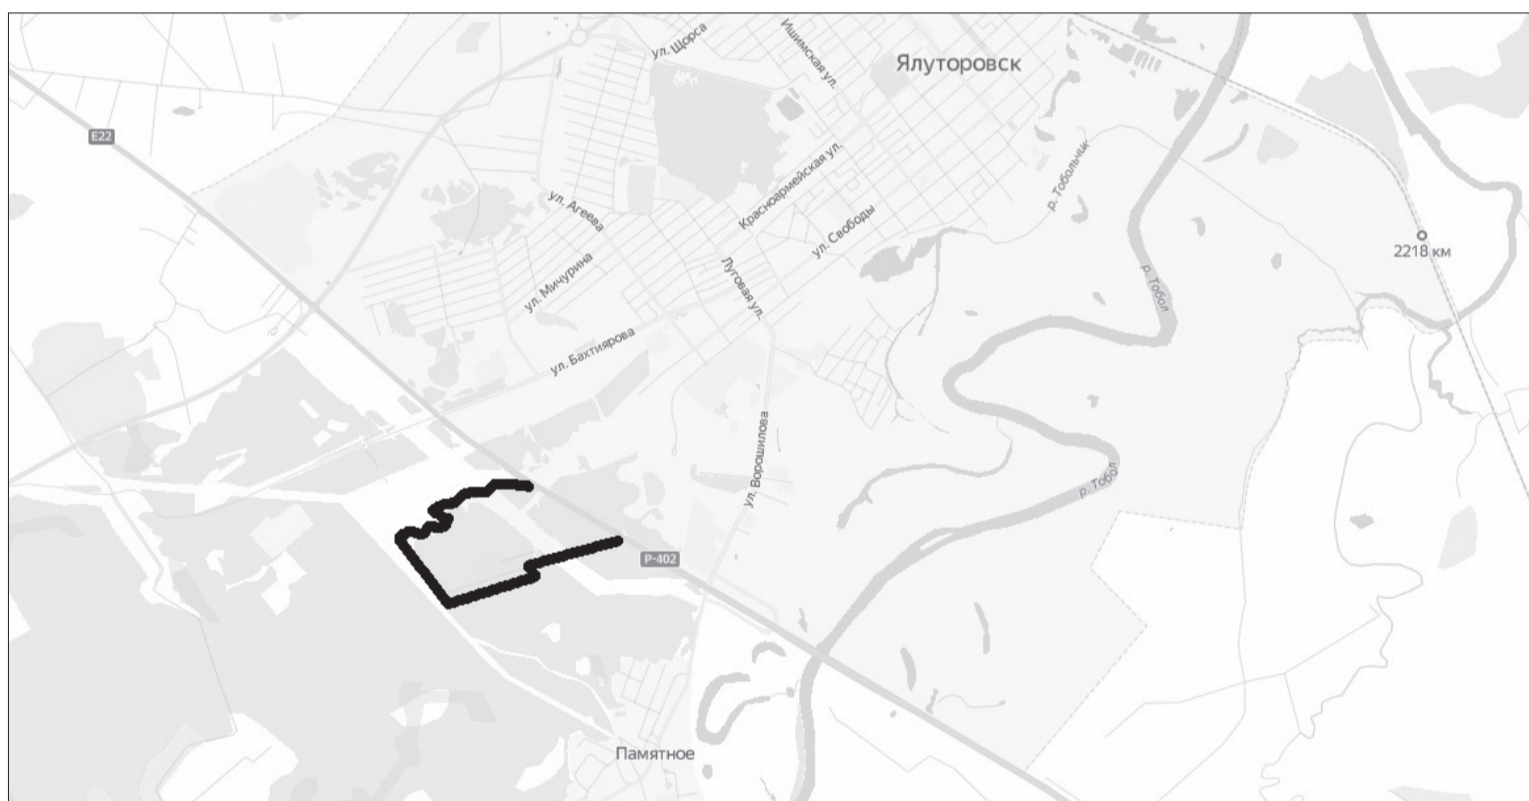 ул. Щорса
Ишимская ул.
Ялуторовск
E22
Красноармейская ул.
р. Тобольчик
ул. Агеева
ул. Свободы
2218 км
ул. Мичурина
Луговая ул.
р. Тобол
ул. Бахтиярова
ул. Ворошилова
р. Тобол
Р-402
Памятное